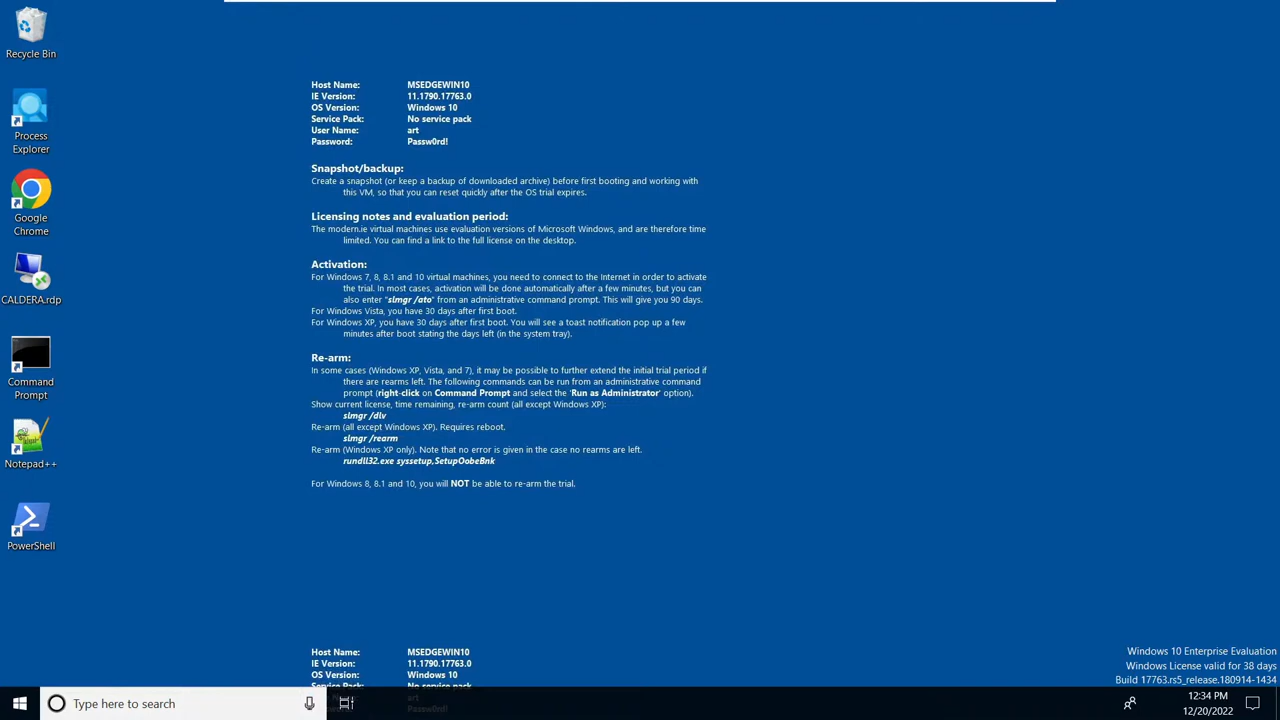 Recycle Bin
Process
Explorer
Google
Chrome
CALDERA.rdp
Command
Prompt
Notepad++
PowerShell
Host Name: MSEDGEWIN10
IE Version: 11.1790.17763.0
OS Version: Windows 10
Service Pack: No service pack
User Name: art
Password: Passw0rd!
Snapshot/backup:
Create a snapshot (or keep a backup of downloaded archive) before first booting and working with
this VM, so that you can reset quickly after the OS trial expires.
Licensing notes and evaluation period:
The modern.ie virtual machines use evaluation versions of Microsoft Windows, and are therefore time
limited. You can find a link to the full license on the desktop.
Activation:
For Windows 7, 8, 8.1 and 10 virtual machines, you need to connect to the Internet in order to activate
the trial. In most cases, activation will be done automatically after a few minutes, but you can
also enter "slmgr /ato" from an administrative command prompt. This will give you 90 days.
For Windows Vista, you have 30 days after first boot.
For Windows XP, you have 30 days after first boot. You will see a toast notification pop up a few
minutes after boot stating the days left (in the system tray).
Re-arm:
In some cases (Windows XP, Vista, and 7), it may be possible to further extend the initial trial period if
there are rearms left. The following commands can be run from an administrative command
prompt (right-click on Command Prompt and select the 'Run as Administrator' option).
Show current license, time remaining, re-arm count (all except Windows XP):
slmgr /dlv
Re-arm (all except Windows XP). Requires reboot.
slmgr /rearm
Re-arm (Windows XP only). Note that no error is given in the case no rearms are left.
rundll32.exe syssetup,SetupOobeBnk
For Windows 8, 8.1 and 10, you will NOT be able to re-arm the trial.
Host Name: MSEDGEWIN10
IE Version: 11.1790.17763.0
OS Version: Windows 10
Service Pack: No service pack
art
Passw0rd!
Windows 10 Enterprise Evaluation
Windows License valid for 38 days
Build 17763.rs5_release.180914-1434
Type here to search
12:34 PM
12/20/2022